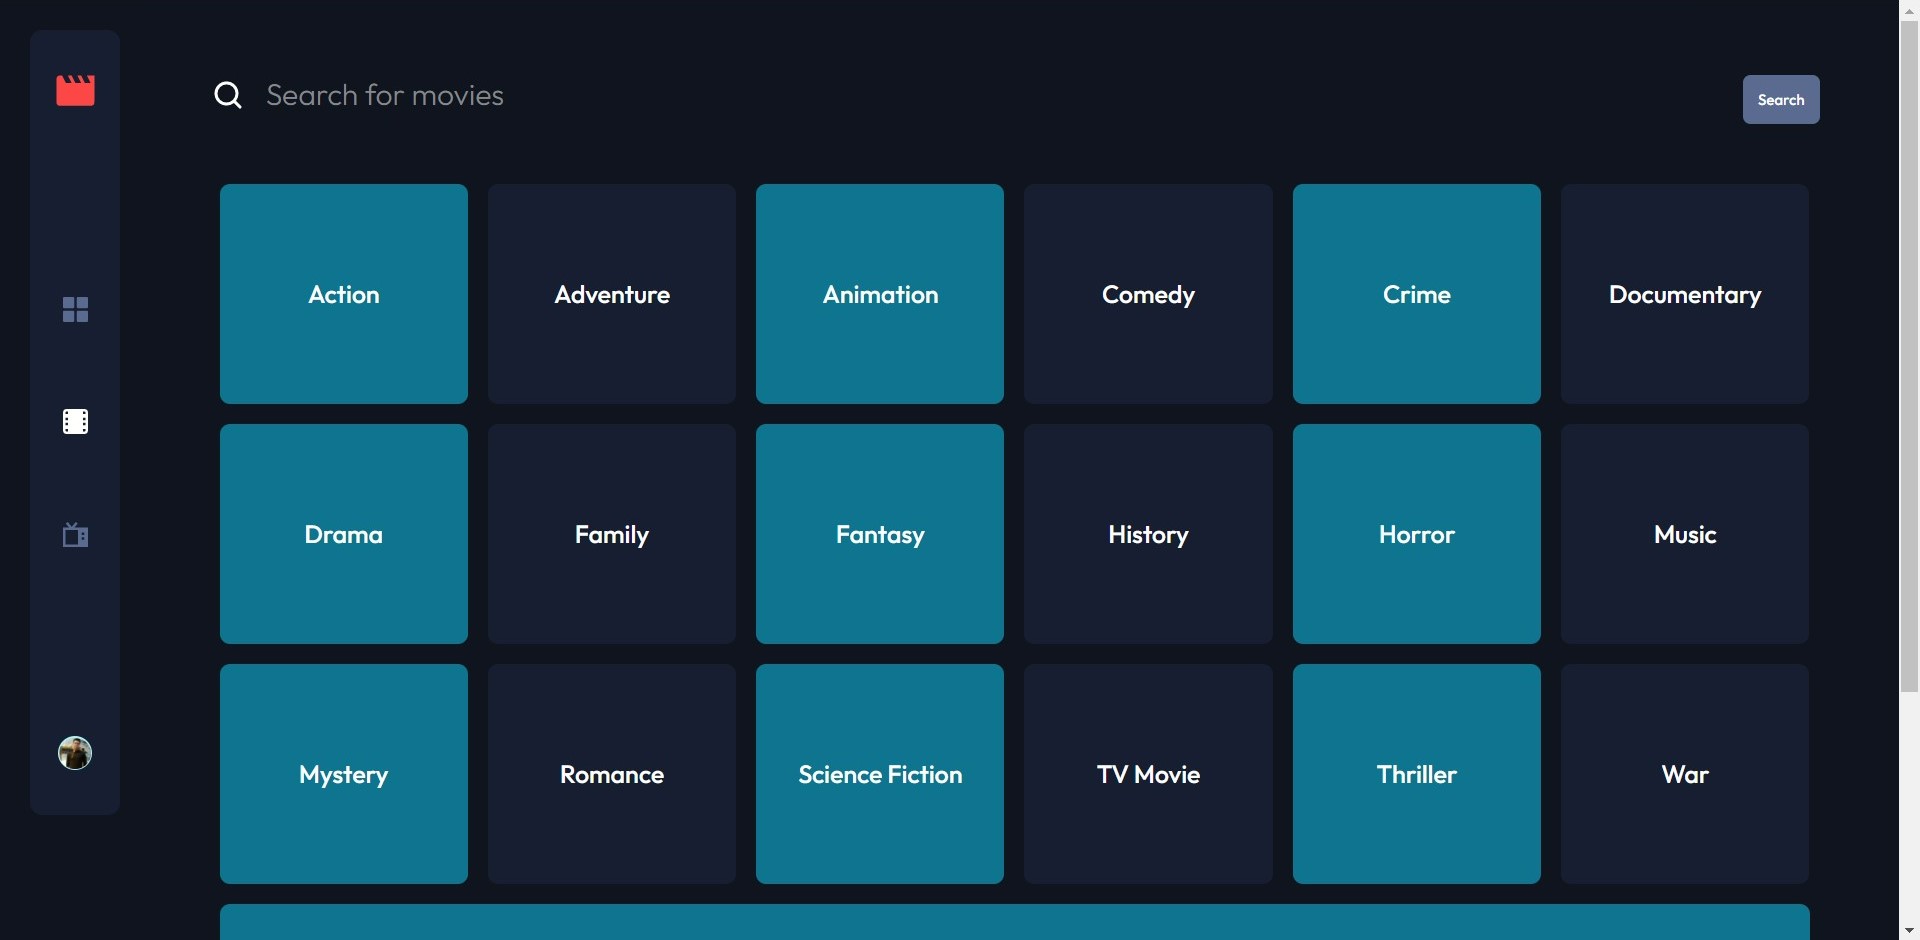 Search for movies
Search
Action
Adventure
Animation
Comedy
Crime
Documentary
Drama
Family
Fantasy
History
Horror
Music
Mystery
Romance
Science Fiction
TV Movie
Thriller
War